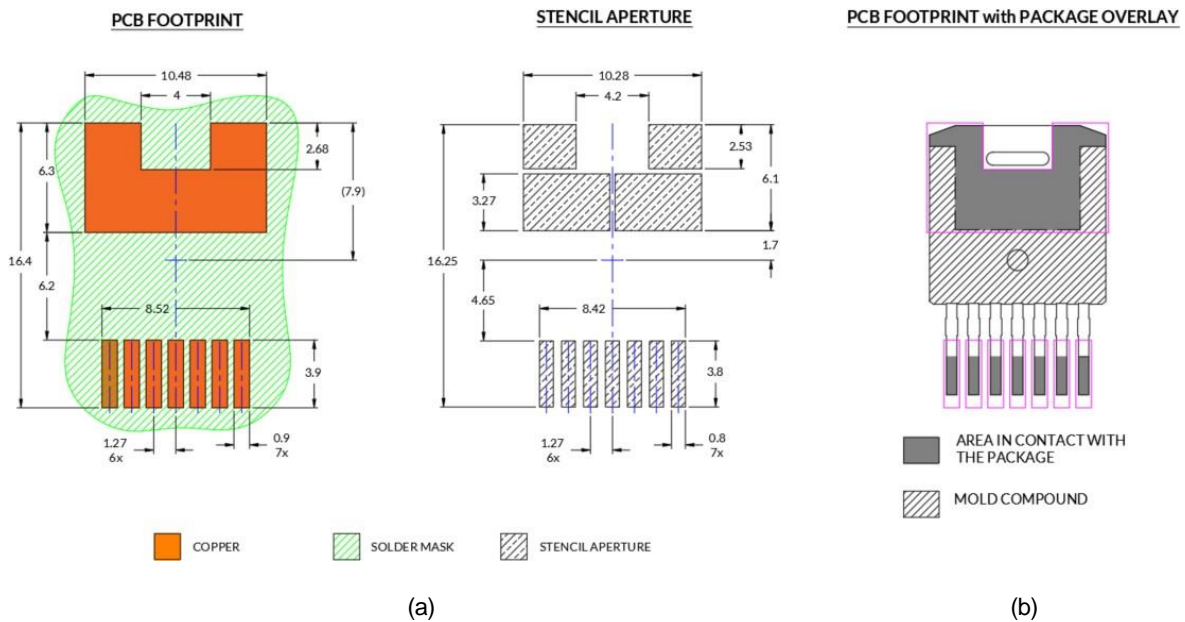 PCB FOOTPRINT
STENCIL APERTURE
PCB FOOTPRINT with PACKAGE OVERLAY
10.48
4
6.3
2.68
(7.9)
16.4
6.2
8.52
3.9
1.27
6x
0.9
7x
10.28
4.2
2.53
6.1
3.27
1.7
16.25
4.65
8.42
3.8
1.27
6x
0.8
7x
AREA IN CONTACT WITH
THE PACKAGE
MOLD COMPOUND
COPPER
SOLDER MASK
STENCIL APERTURE
(a)
(b)